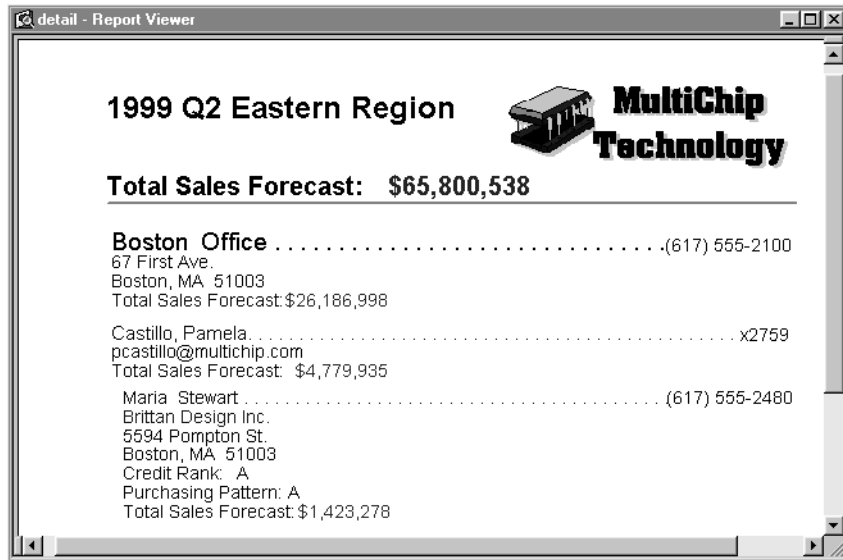 detail - Report Viewer
1999 Q2 Eastern Region
MultiChip
Technology
Total Sales Forecast: $65,800,538
Boston Office . . . . . . . . . . . . . . . . . . . . . . . . . . . . . . . (617) 555-2100
67 First Ave.
Boston, MA 51003
Total Sales Forecast: $26,186,998
Castillo, Pamela. . . . . . . . . . . . . . . . . . . . . . . . . . . . . . . . . . . . . . . . . . . . . x2759
pcastillo@multichip.com
Total Sales Forecast: $4,779,935
Maria Stewart . . . . . . . . . . . . . . . . . . . . . . . . . . . . . . . . . . . . . . . (617) 555-2480
Brittan Design Inc.
5594 Pompton St.
Boston, MA 51003
Credit Rank: A
Purchasing Pattern: A
Total Sales Forecast: $1,423,278